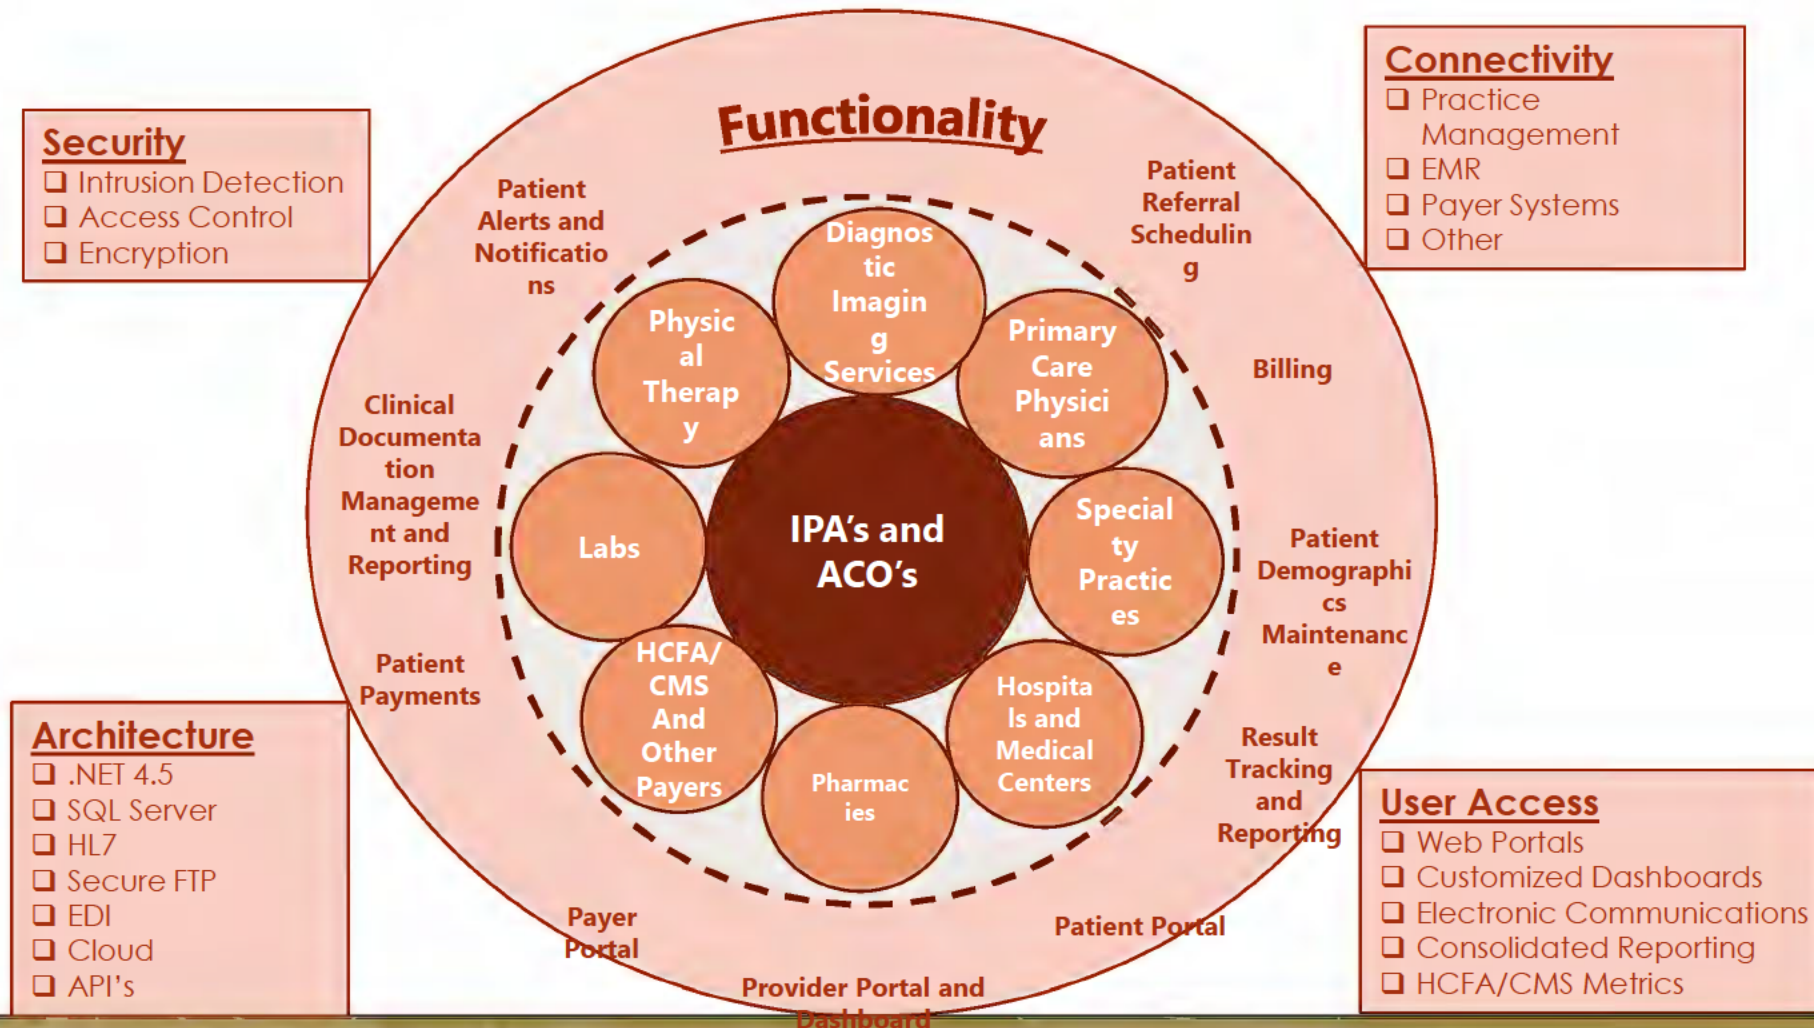 Functionality
Security
Intrusion Detection
Access Control
Encryption
Connectivity
Practice
Management
EMR
Payer Systems
Other
Patient
Alerts and
Notificatio
ns
Patient
Referral
Schedulin
g
Billing
Clinical
Documenta
tion
Manageme
nt and
Reporting
Patient
Demographi
cs
Maintenanc
e
Patient
Payments
Result
Tracking
and
Reporting
Payer
Portal
Patient Portal
Provider Portal and
Dashboard
Diagnos
tic
Imagin
g
Services
Physic
al
Therap
y
Primary
Care
Physici
ans
Labs
IPA's and
ACO's
Special
ty
Practic
es
HCFA/
CMS
And
Other
Payers
Pharmac
ies
Hospita
ls and
Medical
Centers
Architecture
.NET 4.5
SQL Server
HL7
Secure FTP
EDI
Cloud
API's
User Access
Web Portals
Customized Dashboards
Electronic Communications
Consolidated Reporting
HCFA/CMS Metrics